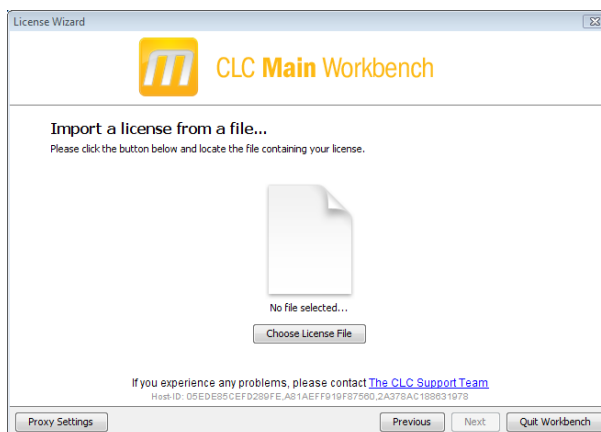 License Wizard
CLC Main Workbench
Import a license from a file...
Please click the button below and locate the file containing your license.
No file selected...
Choose License File
If you experience any problems, please contact The CLC Support Team
Host-ID: 05EDE85CEFD289FE,A81AEFF919F87560,2A378AC188631978
Proxy Settings
Previous
Next
Quit Workbench